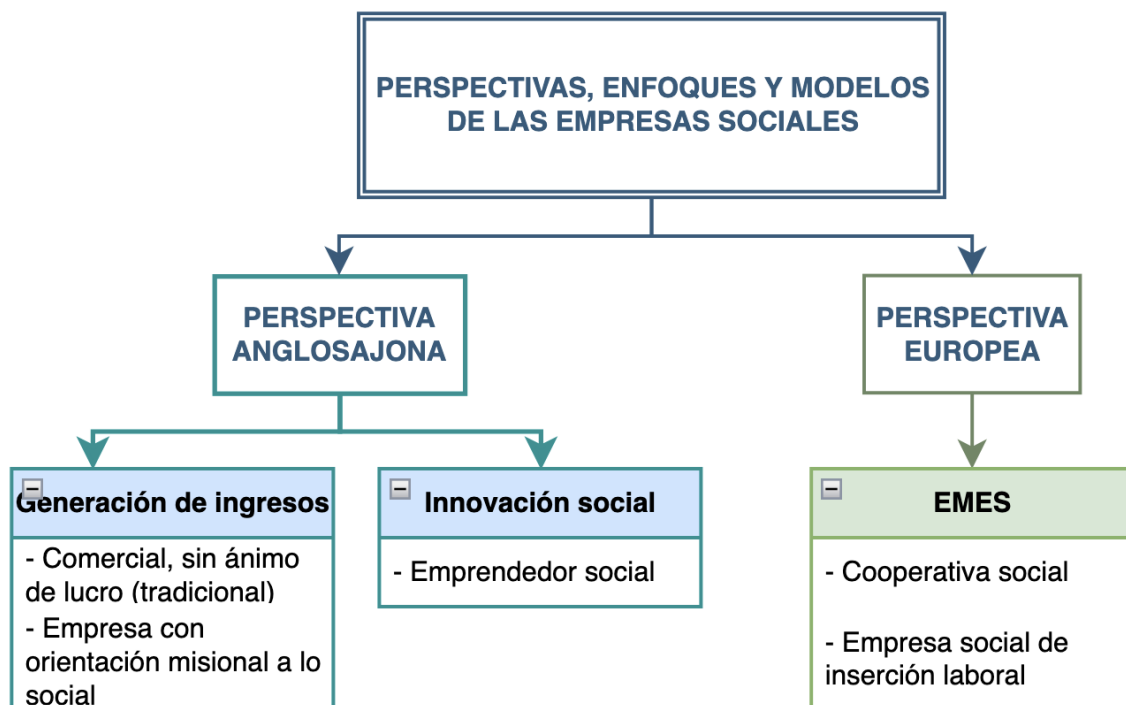 PERSPECTIVAS, ENFOQUES Y MODELOS
DE LAS EMPRESAS SOCIALES
PERSPECTIVA
ANGLOSAJONA
PERSPECTIVA
EUROPEA
Generación de ingresos
- Comercial, sin ánimo
de lucro (tradicional)
- Empresa con
orientación misional a lo
social
Innovación social
- Emprendedor social
EMES
- Cooperativa social
- Empresa social de
inserción laboral